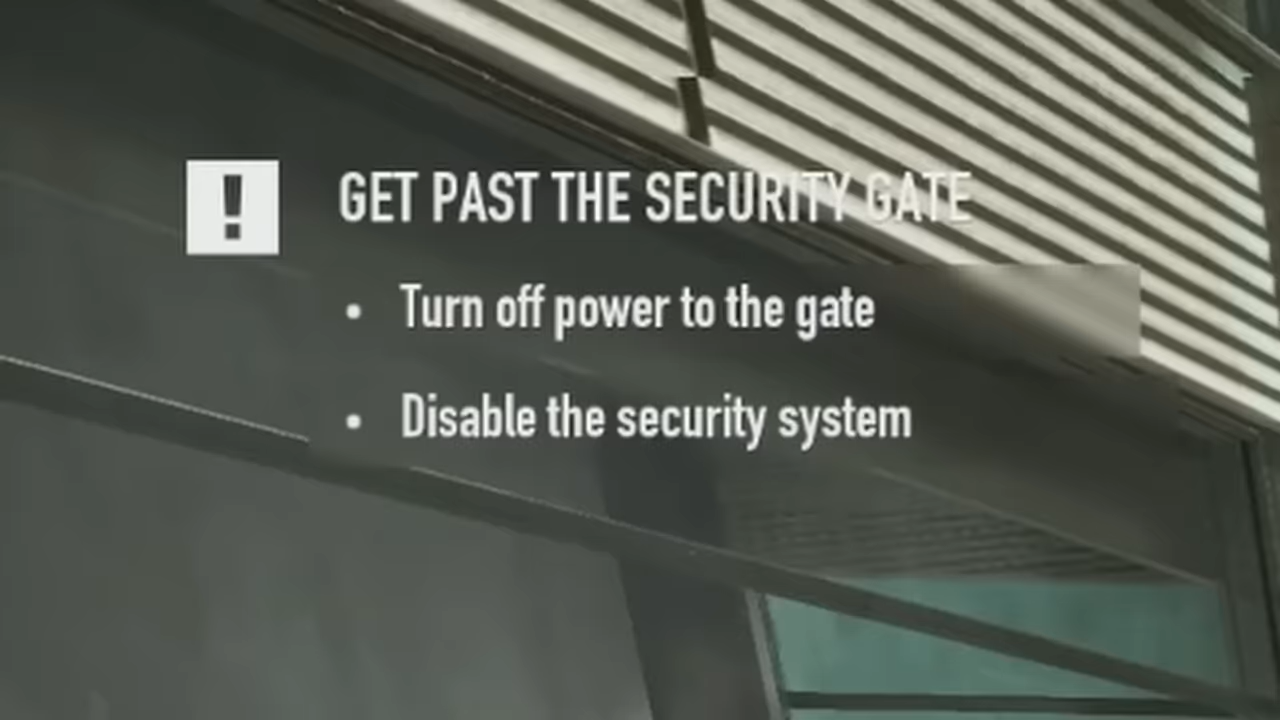 !
GET PAST THE SECURITY GATE
• Turn off power to the gate
• Disable the security system